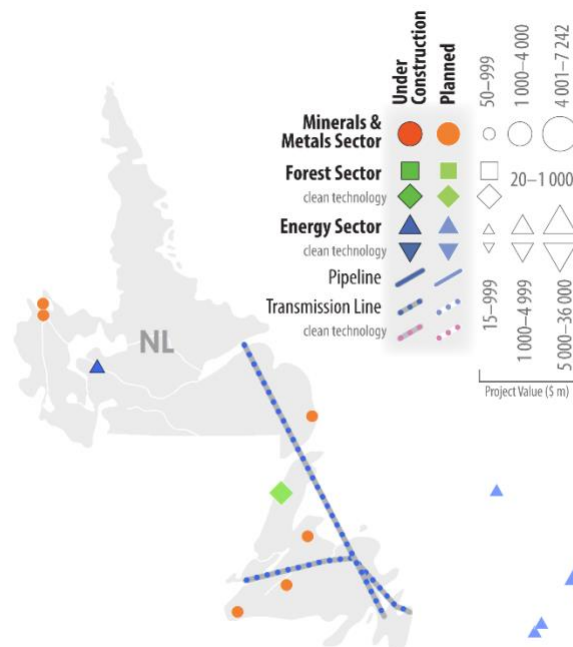 Under
Construction
Planned
50–999
1 000–4 000
4 001–7 242
Minerals &
Metals Sector
Forest Sector
20–1 000
clean technology
Energy Sector
clean technology
Pipeline
Transmission Line
clean technology
15–999
1 000–4 999
5 000–36 000
Project Value ($ m)
NL